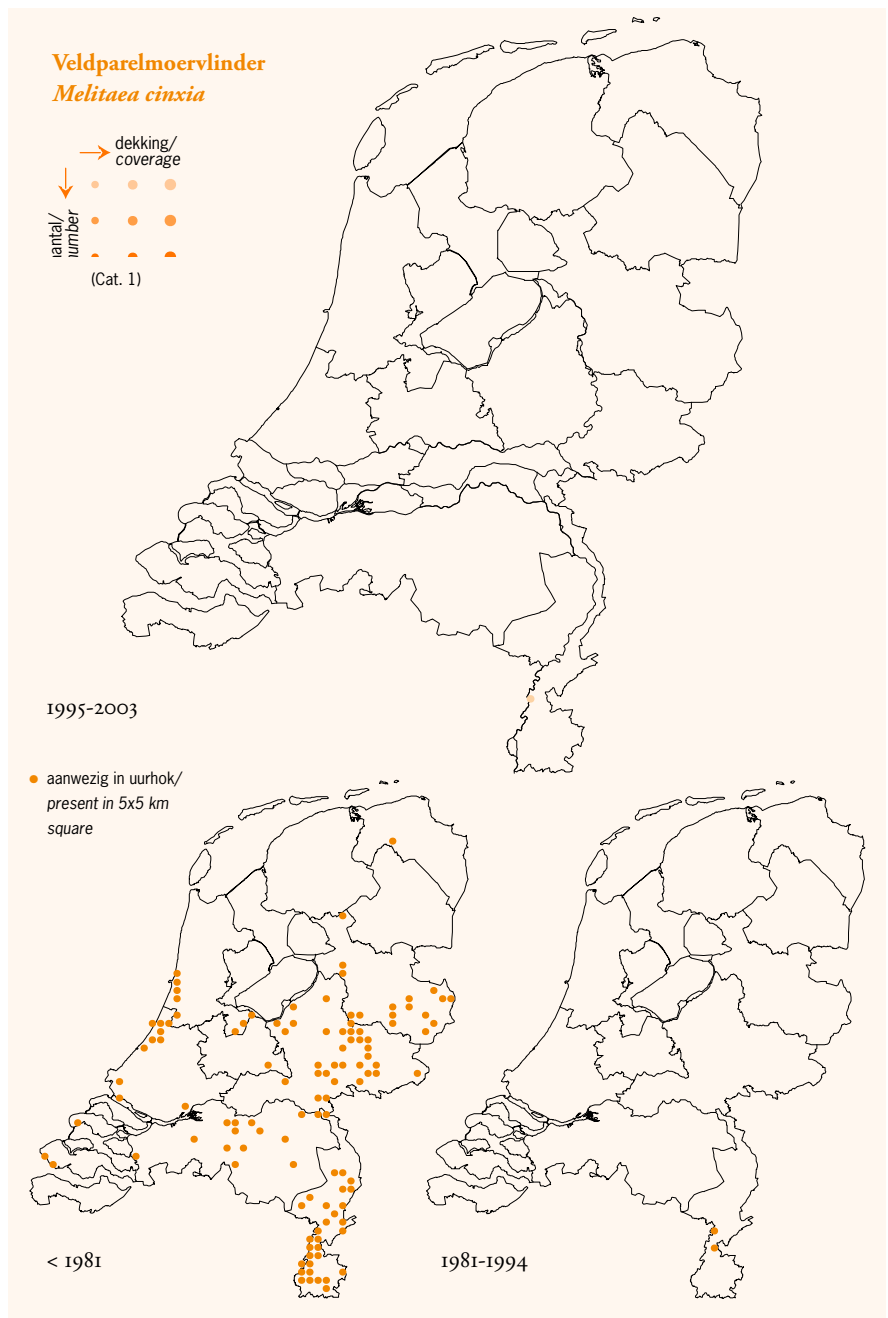 Veldparelmoervlinder
Melitaea cinxia
dekking/
coverage
(Cat. 1)
1995-2003
aanwezig in uurhok/
present in 5x5 km
square
< 1981
1981-1994